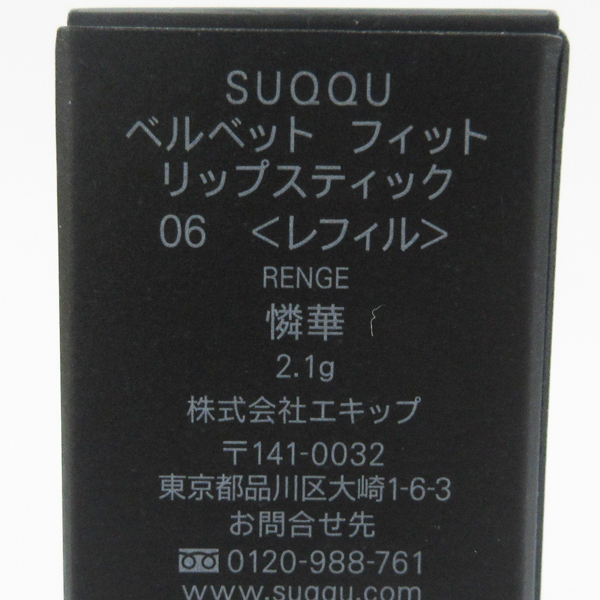 SUQQU
ベルベット フィット
リップスティック
06 <レフィル>
RENGE
憐華
2.1g
株式会社エキップ
〒141-0032
東京都品川区大崎1-6-3
お問合せ先
0120-988-761
www.suqqu.com